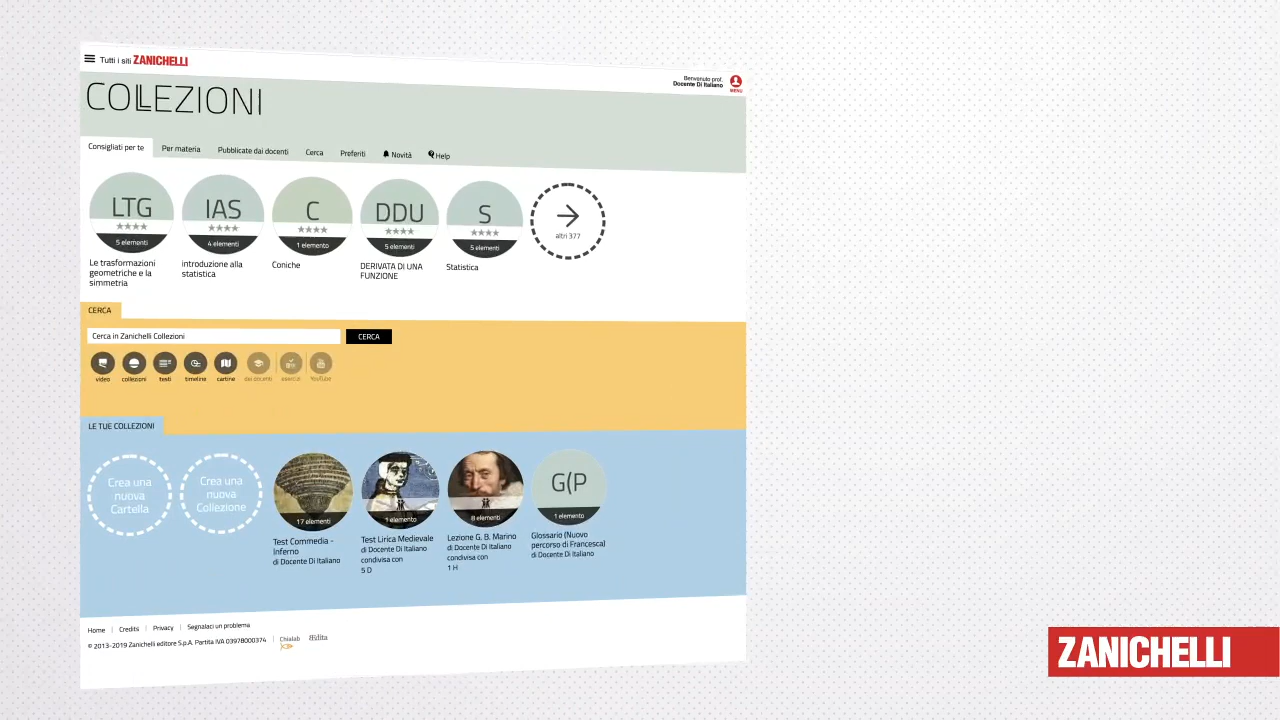 Tutti i siti ZANICHELLI
Benvenuto prof.
Docente Di Italiano
MENU
COLLEZIONI
Consigliati per te
Per materia
Pubblicate dai docenti
Cerca
Preferiti
Novità
Help
LTG
5 elementi
Le trasformazioni
geometriche e la
simmetria
IAS
4 elementi
introduzione alla
statistica
C
1 elemento
Coniche
DDU
5 elementi
DERIVATA DI UNA
FUNZIONE
S
5 elementi
Statistica
altri 377
CERCA
Cerca in Zanichelli Collezioni
CERCA
video
collezioni
testi
timeline
cartine
dai docenti
esercizi
YouTube
LE TUE COLLEZIONI
Crea una
nuova
Cartella
Crea una
nuova
Collezione
17 elementi
Test Commedia -
Inferno
di Docente Di Italiano
1 elemento
Test Lirica Medievale
di Docente Di Italiano
condivisa con
5 D
8 elementi
Lezione G. B. Marino
di Docente Di Italiano
condivisa con
1 H
G(P
1 elemento
Glossario (Nuovo
percorso di Francesca)
di Docente Di Italiano
Home | Credits | Privacy | Segnalaci un problema
© 2013-2019 Zanichelli editore S.p.A. Partita IVA 03978000374 | Chialab
ZANICHELLI